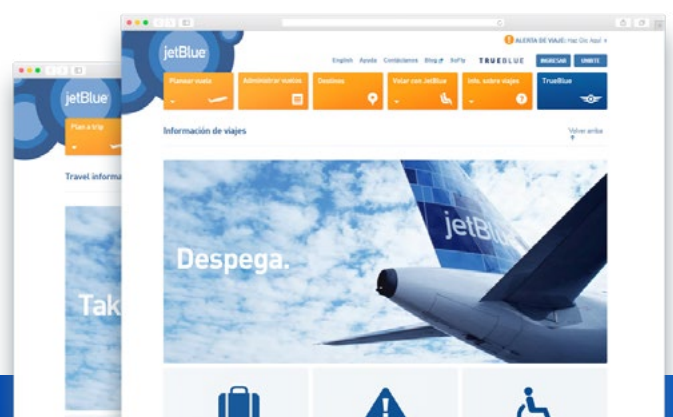 ALERTA DE VIAJE: Haz Clic Aquí
jetBlue
English Ayuda Contáctanos Blog BoFly TRUEBLUE INGRESAR ÚNETE
Planear vuelo Administrar vuelos Destinos Volar con JetBlue Info. sobre viajes TrueBlue
Información de viajes
Volver arriba
Despega.
jetBlue
jetBlue
Plan a trip
Travel informa
Tak